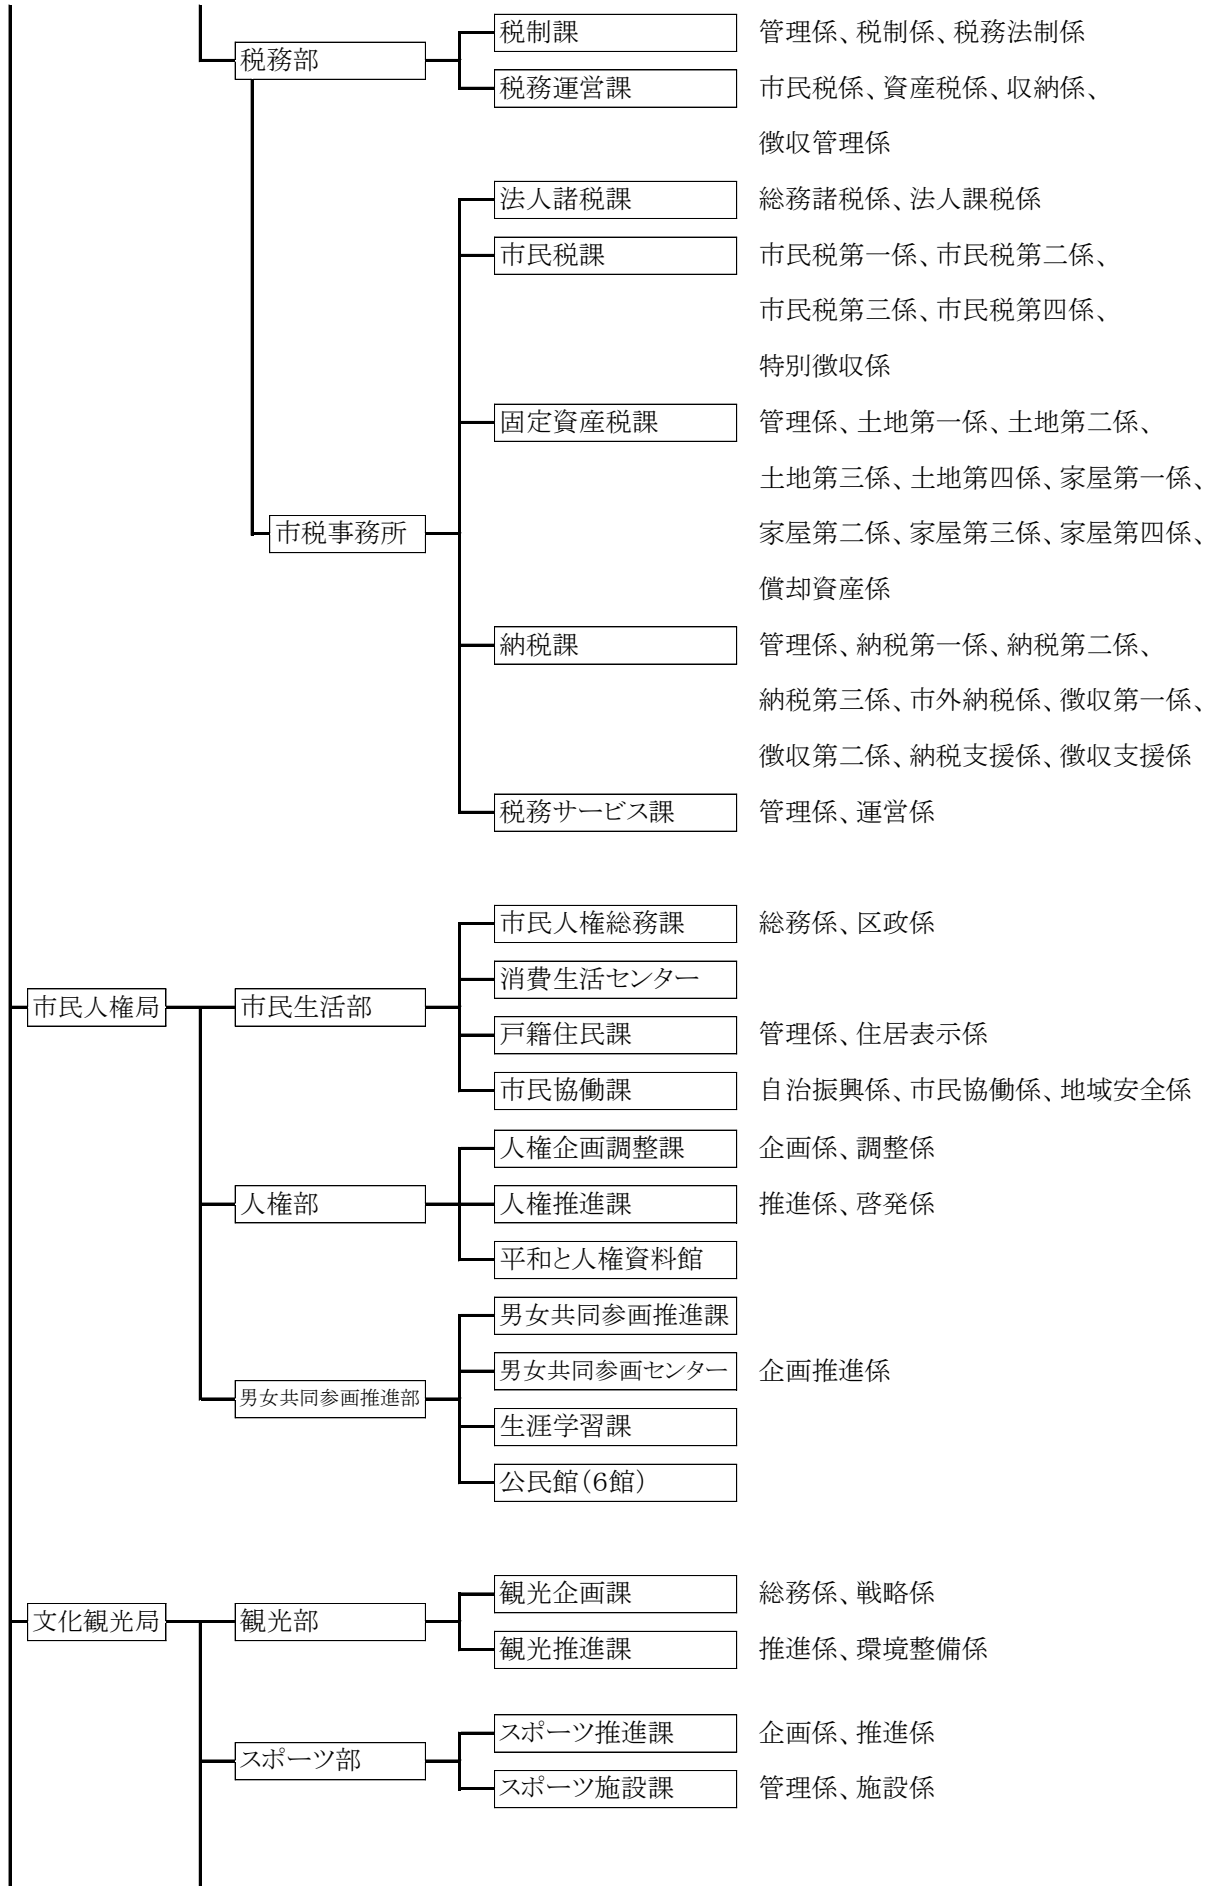 税務部
税制課 管理係、税制係、税務法制係
税務運営課 市民税係、資産税係、収納係、
徴収管理係
法人諸税課 総務諸税係、法人課税係
市民税課 市民税第一係、市民税第二係、
市民税第三係、市民税第四係、
特別徴収係
固定資産税課 管理係、土地第一係、土地第二係、
土地第三係、土地第四係、家屋第一係、
市税事務所 家屋第二係、家屋第三係、家屋第四係、
償却資産係
納税課 管理係、納税第一係、納税第二係、
納税第三係、市外納税係、徴収第一係、
徴収第二係、納税支援係、徴収支援係
税務サービス課 管理係、運営係
市民人権総務課 総務係、区政係
消費生活センター
市民人権局 市民生活部
戸籍住民課 管理係、住居表示係
市民協働課 自治振興係、市民協働係、地域安全係
人権企画調整課 企画係、調整係
人権部 人権推進課 推進係、啓発係
平和と人権資料館
男女共同参画推進課
男女共同参画センター 企画推進係
男女共同参画推進部
生涯学習課
公民館(6館)
観光企画課 総務係、戦略係
文化観光局 観光部
観光推進課 推進係、環境整備係
スポーツ推進課 企画係、推進係
スポーツ部
スポーツ施設課 管理係、施設係